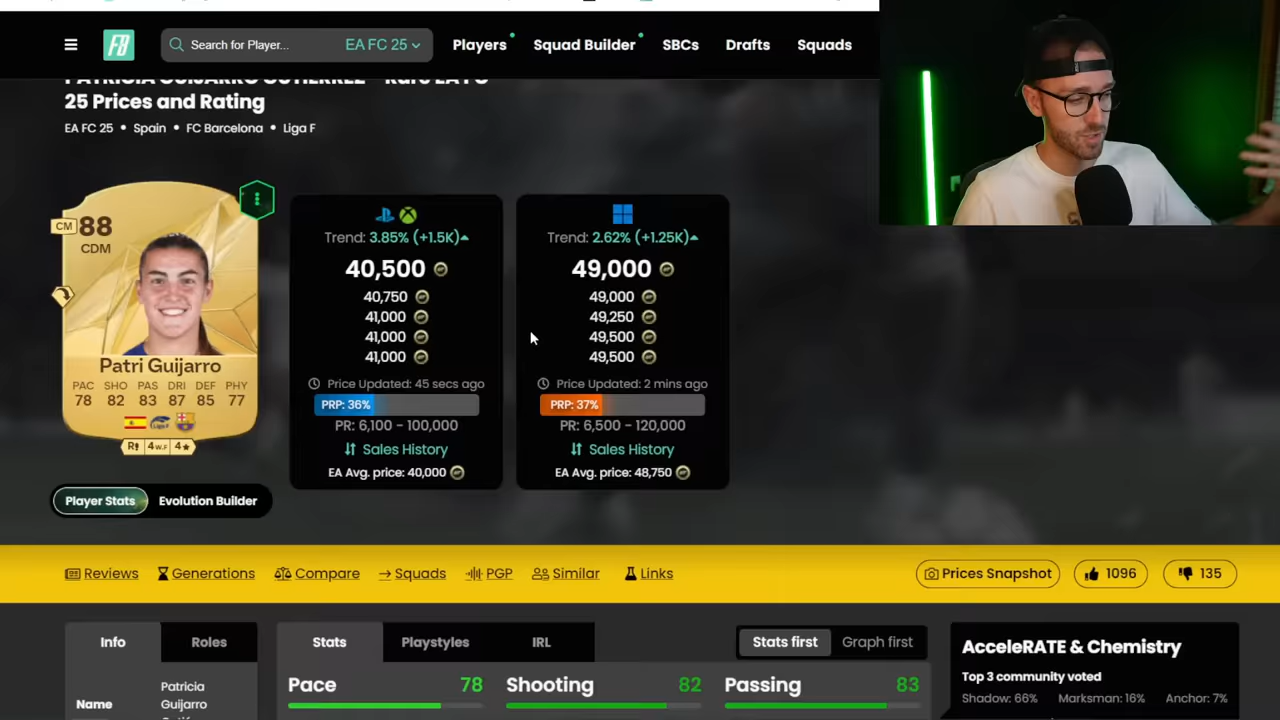 Search for Player...
EA FC 25
Players
Squad Builder
SBCs
Drafts
Squads
25 Prices and Rating
EA FC 25 • Spain • FC Barcelona • Liga F
CM 88
CDM
Patri Guijarro
PAC SHO PAS DRI DEF PHY
78 82 83 87 85 77
4 W.F 4★
Trend: 3.85% (+1.5K)
40,500
40,750
41,000
41,000
41,000
Price Updated: 45 secs ago
PRP: 36%
PR: 6,100 - 100,000
Sales History
EA Avg. price: 40,000
Trend: 2.62% (+1.25K)
49,000
49,000
49,250
49,500
49,500
Price Updated: 2 mins ago
PRP: 37%
PR: 6,500 - 120,000
Sales History
EA Avg. price: 48,750
Player Stats
Evolution Builder
Reviews
Generations
Compare
Squads
PGP
Similar
Links
Prices Snapshot
1096
135
Info
Roles
Name
Patricia
Guijarro
Stats
Playstyles
IRL
Stats first
Graph first
Pace 78
Shooting 82
Passing 83
AcceleRATE & Chemistry
Top 3 community voted
Shadow: 66% Marksman: 16% Anchor: 7%